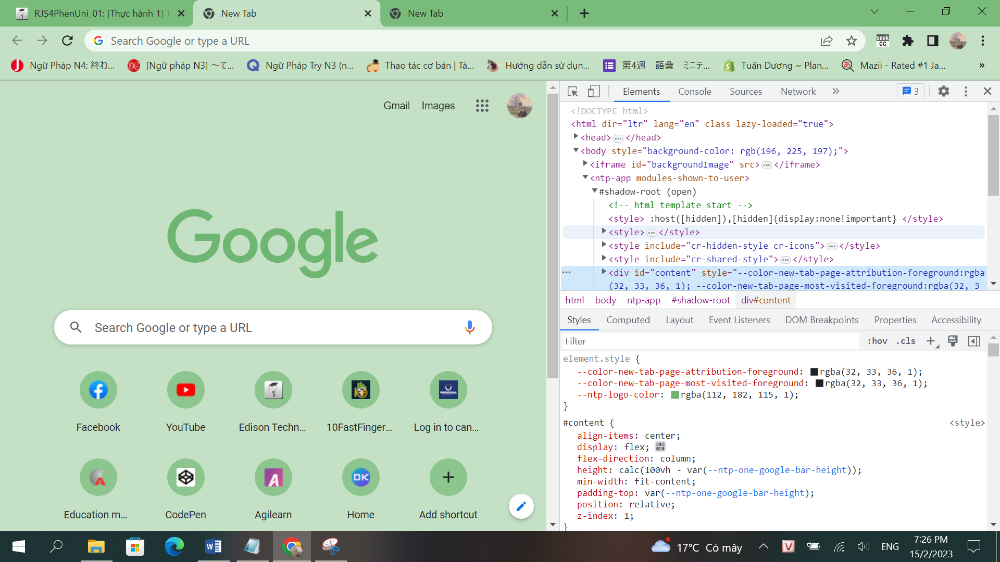 RJS4PhenUni_01: [Thực hành 1] T
New Tab
New Tab
Search Google or type a URL
seek CC
Ngữ Pháp N4: 終わ...
[Ngữ pháp N3] ～て...
Ngữ Pháp Try N3 (n...
Thao tác cơ bản | Tà...
Hướng dẫn sử dụn...
第4週 語彙 ミニテ...
Tuấn Dương ~ Plan...
Mazii - Rated #1 Ja...
»
Gmail
Images
Google
Search Google or type a URL
Facebook
YouTube
Edison Techn...
10FastFinger...
Log in to can...
Education m...
CodePen
DK
Agilearn
Home
Add shortcut
Elements
Console
Sources
Network
»
3
<!DOCTYPE html>
<html dir="ltr" lang="en" class lazy-loaded="true">
<head>…</head>
<body style="background-color: rgb(196, 225, 197);">
<iframe id="backgroundImage" src>…</iframe>
<ntp-app modules-shown-to-user>
#shadow-root (open)
<!--_html_template_start_-->
<style> :host([hidden]),[hidden]{display:none!important} </style>
<style>…</style>
<style include="cr-hidden-style cr-icons">…</style>
<style include="cr-shared-style">…</style>
<div id="content" style="--color-new-tab-page-attribution-foreground:rgba
(32, 33, 36, 1); --color-new-tab-page-most-visited-foreground:rgba(32, 3
html body ntp-app #shadow-root div#content
Styles Computed Layout Event Listeners DOM Breakpoints Properties Accessibility
Filter
:hov .cls +
element.style {
--color-new-tab-page-attribution-foreground: rgba(32, 33, 36, 1);
--color-new-tab-page-most-visited-foreground: rgba(32, 33, 36, 1);
--ntp-logo-color: rgba(112, 182, 115, 1);
}
#content {
<style>
align-items: center;
display: flex;
flex-direction: column;
height: calc(100vh - var(--ntp-one-google-bar-height));
min-width: fit-content;
padding-top: var(--ntp-one-google-bar-height);
position: relative;
z-index: 1;
}
17°C Có mây
ENG
7:26 PM
15/2/2023